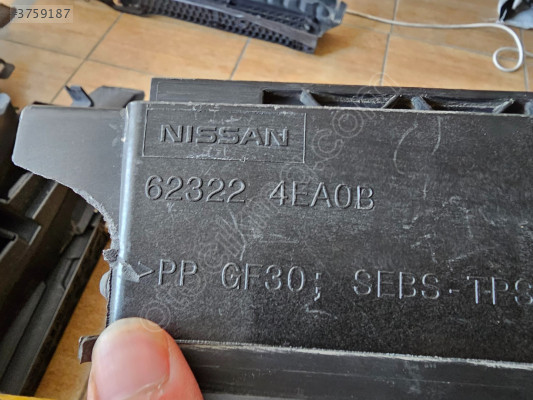 3759187
NISSAN
62322 4EA0B
>PP GF30; SEBS-TPS